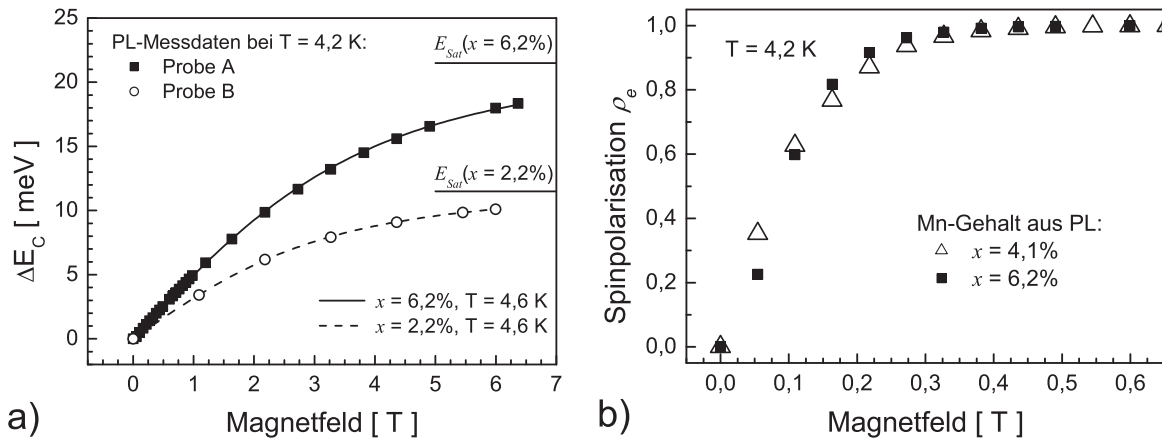 a)
ΔE_C [ meV ]
25
20
15
10
5
0
PL-Messdaten bei T = 4,2 K:
Probe A
Probe B
E_Sat(x = 6,2%)
E_Sat(x = 2,2%)
x = 6,2%, T = 4,6 K
x = 2,2%, T = 4,6 K
0 1 2 3 4 5 6 7
Magnetfeld [ T ]
b)
Spinpolarisation ρ_e
1,0
0,8
0,6
0,4
0,2
0,0
T = 4,2 K
Mn-Gehalt aus PL:
x = 4,1%
x = 6,2%
0,0 0,1 0,2 0,3 0,4 0,5 0,6
Magnetfeld [ T ]